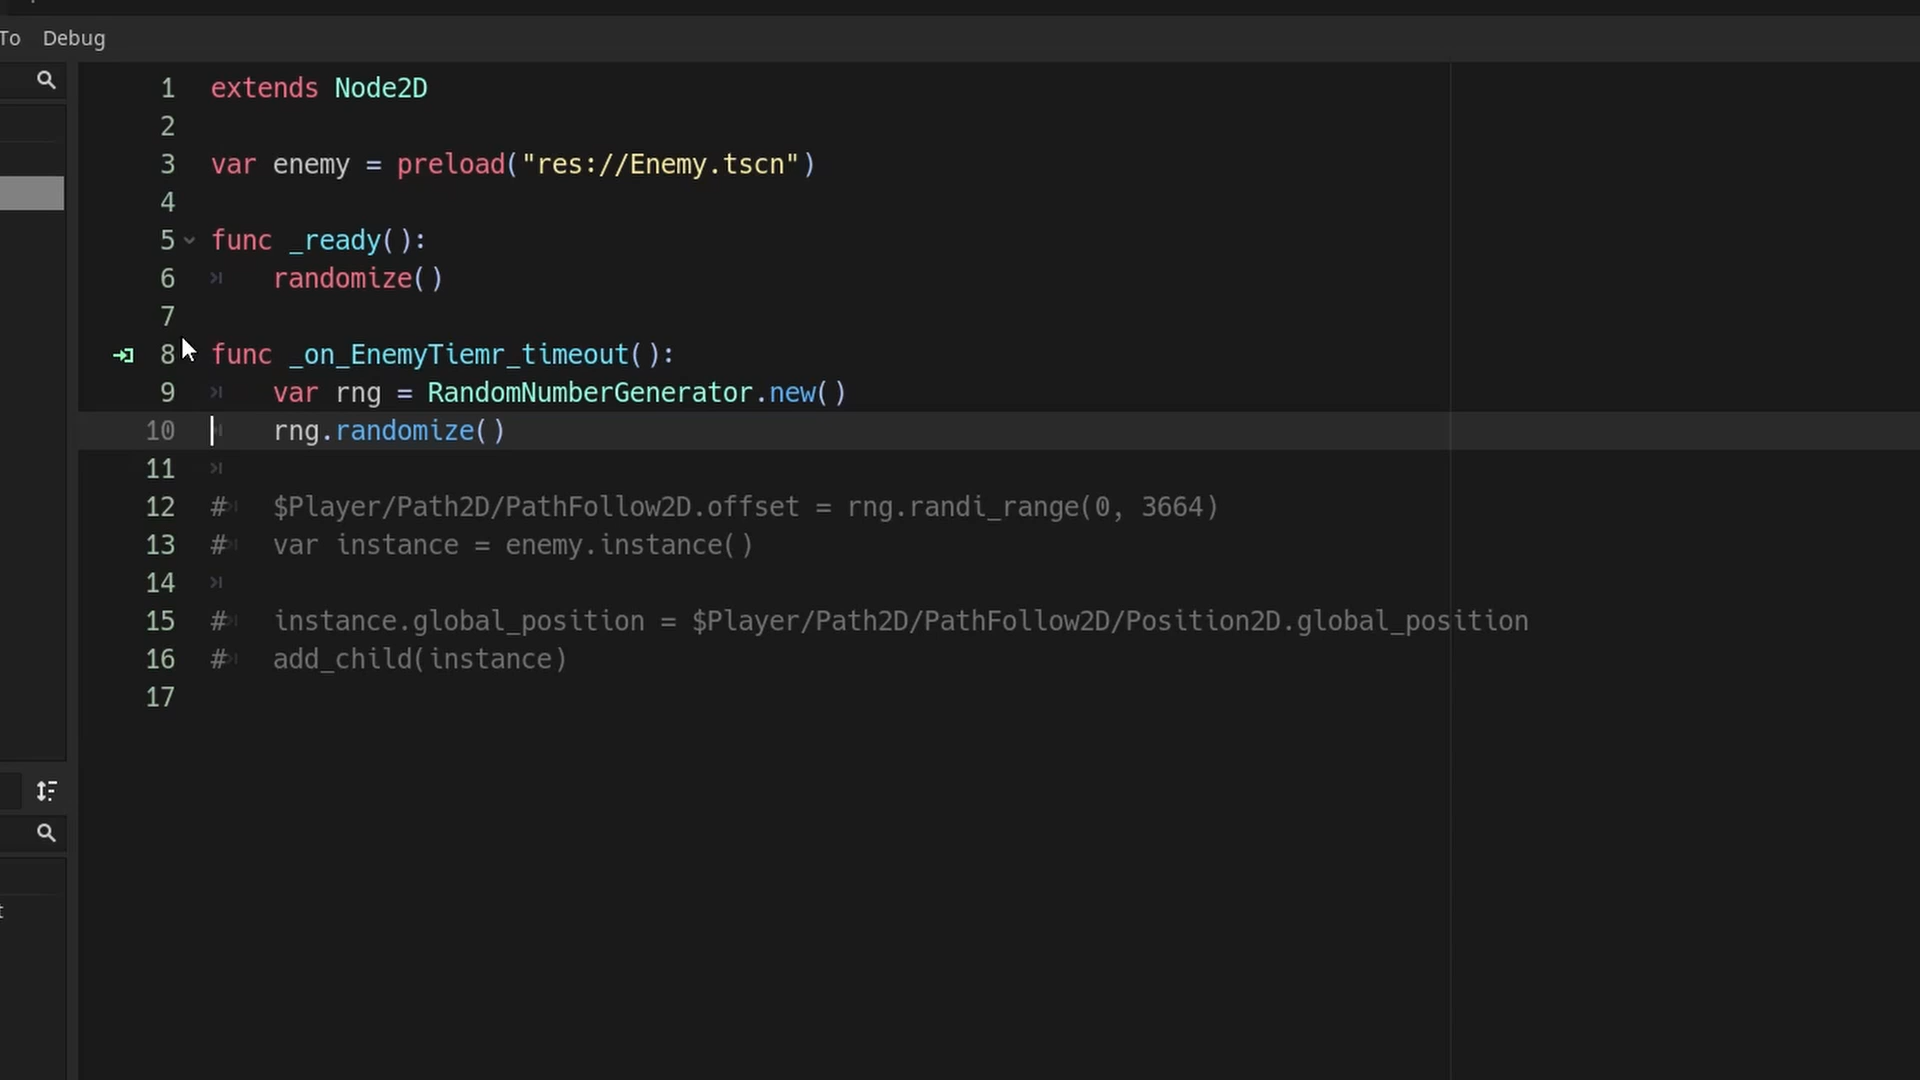 To Debug
1 extends Node2D
2
3 var enemy = preload("res://Enemy.tscn")
4
5 func _ready():
6 randomize()
7
8 func _on_EnemyTiemr_timeout():
9 var rng = RandomNumberGenerator.new()
10 rng.randomize()
11
12 # $Player/Path2D/PathFollow2D.offset = rng.randi_range(0, 3664)
13 # var instance = enemy.instance()
14
15 # instance.global_position = $Player/Path2D/PathFollow2D/Position2D.global_position
16 # add_child(instance)
17